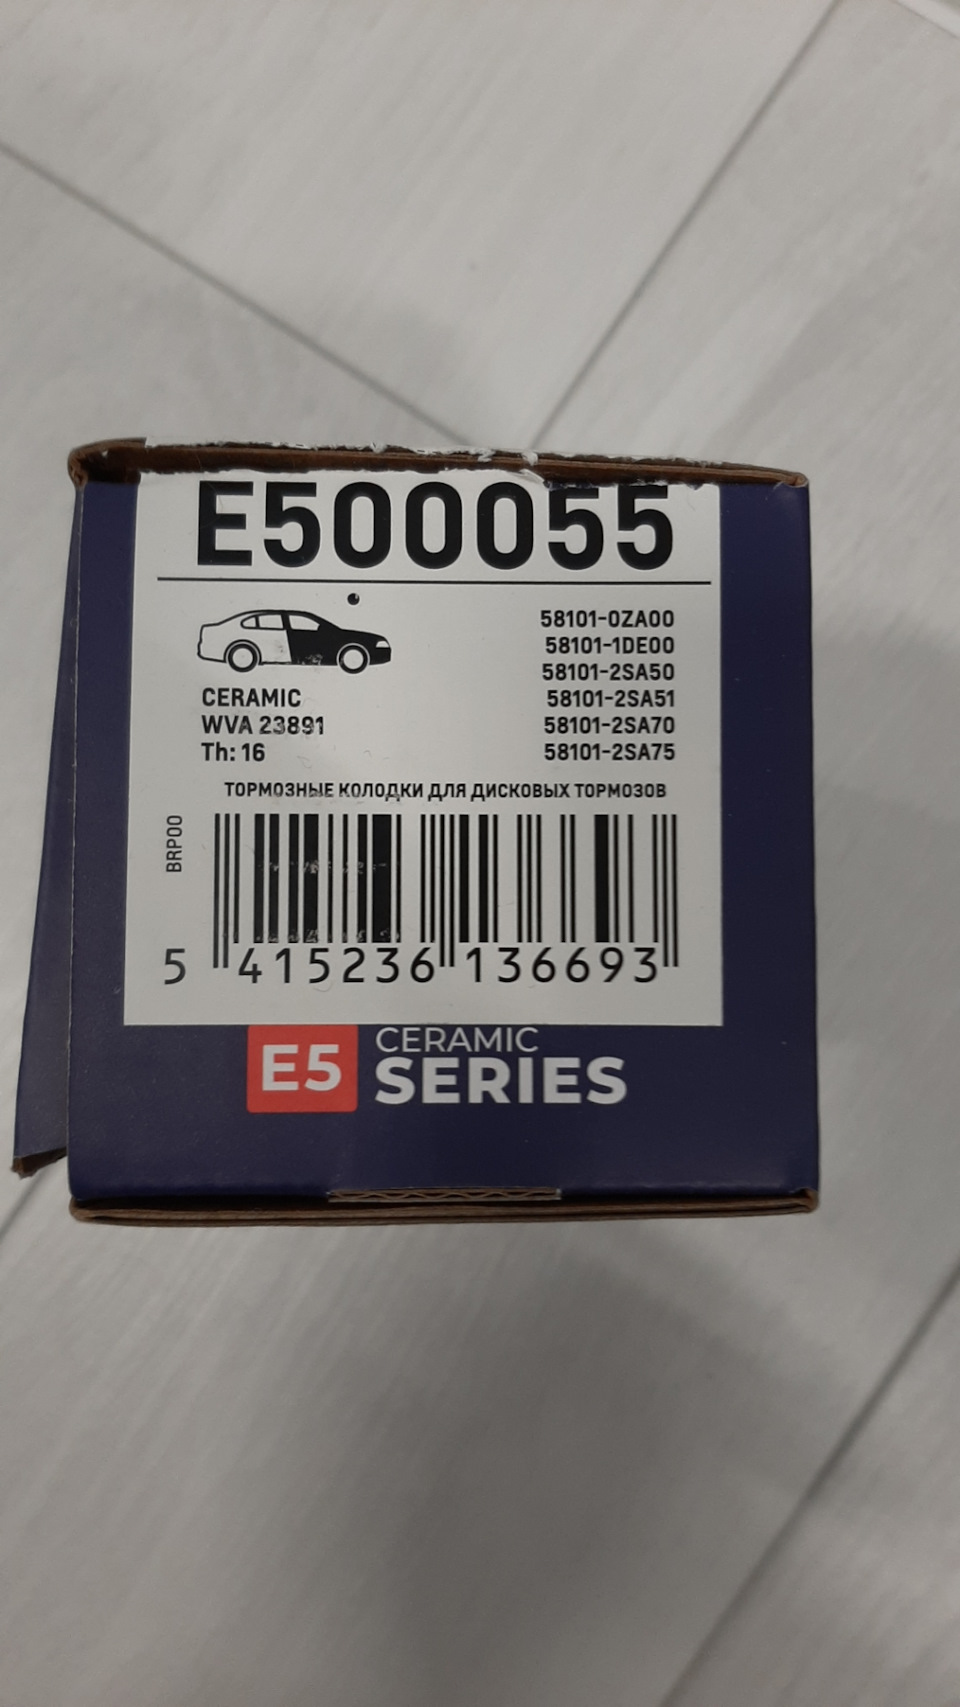 E500055
58101-0ZA00
58101-1DE00
58101-2SA50
CERAMIC 58101-2SA51
WVA 23891 58101-2SA70
Th: 16 58101-2SA75
ТОРМОЗНЫЕ КОЛОДКИ ДЛЯ ДИСКОВЫХ ТОРМОЗОВ
BRP00
5 415236 136693
E5 CERAMIC
SERIES